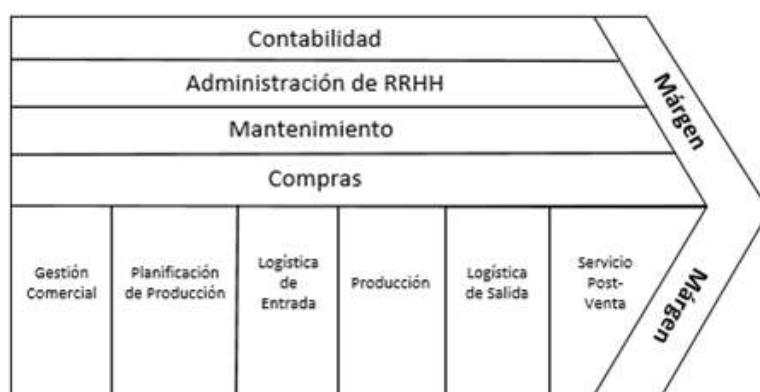 Contabilidad
Administración de RRHH
Mantenimiento
Compras
Márgen
Gestión
Comercial
Planificación
de Producción
Logística
de
Entrada
Producción
Logística
de Salida
Servicio
Post-
Venta
Márgen